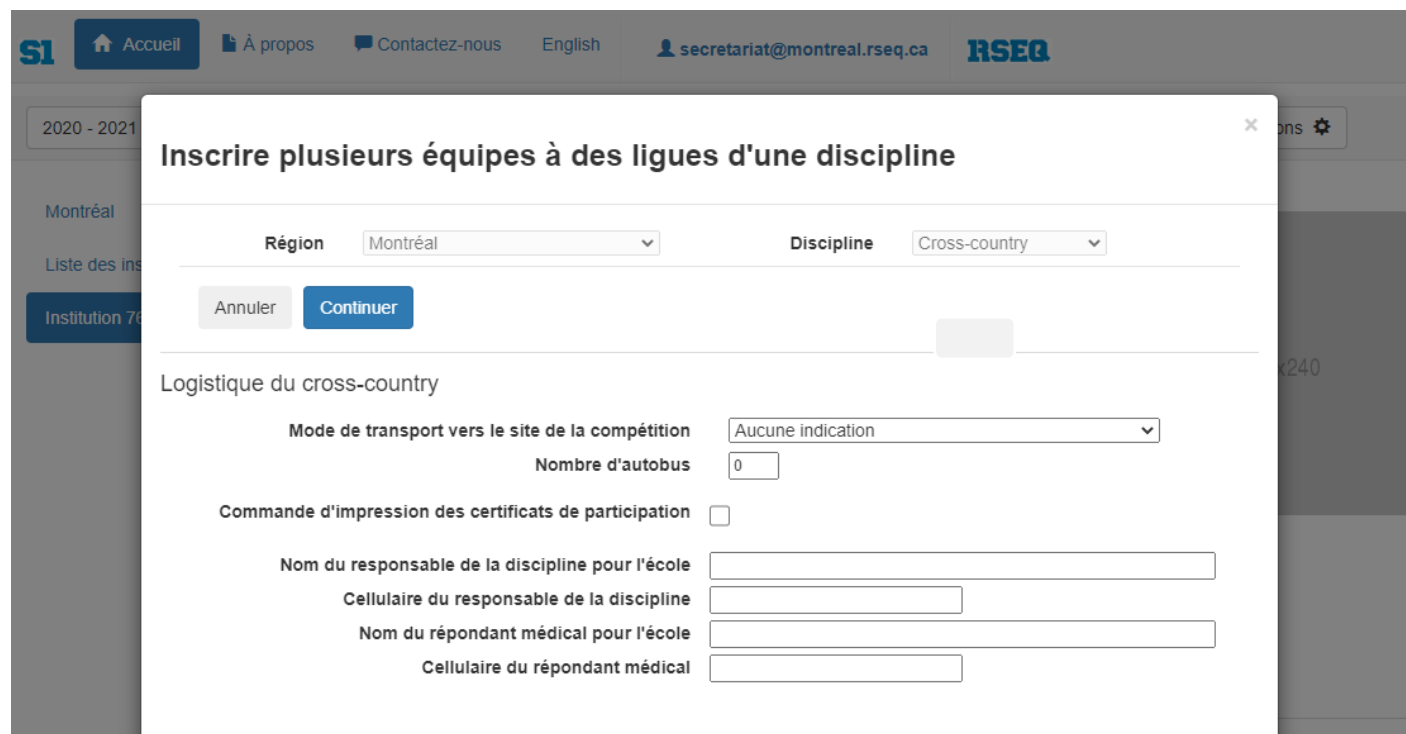 S1 Accueil À propos Contactez-nous English secretariat@montreal.rseq.ca RSEQ
2020 - 2021
ons
Inscrire plusieurs équipes à des ligues d'une discipline
×
Montréal
Liste des ins
Institution 76
Région Montréal Discipline Cross-country
Annuler Continuer
x240
Logistique du cross-country
Mode de transport vers le site de la compétition Aucune indication
Nombre d'autobus 0
Commande d'impression des certificats de participation
Nom du responsable de la discipline pour l'école
Cellulaire du responsable de la discipline
Nom du répondant médical pour l'école
Cellulaire du répondant médical